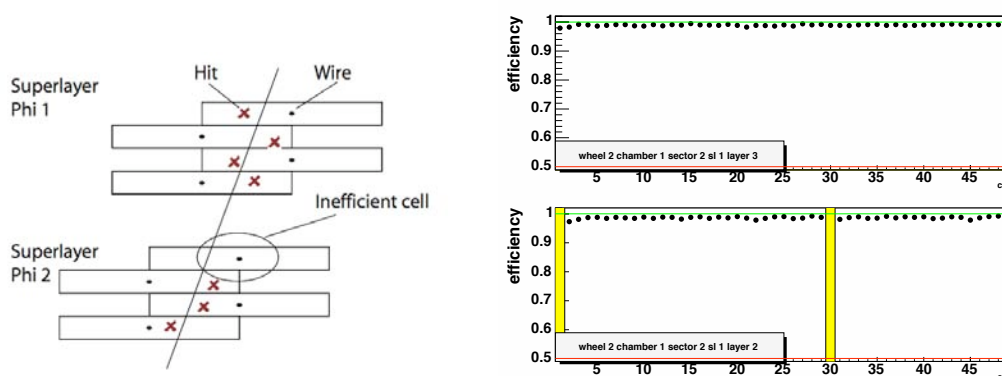 Superlayer
Phi 1
Hit
Wire
Inefficient cell
Superlayer
Phi 2
efficiency
1
0.9
0.8
0.7
0.6
0.5
wheel 2 chamber 1 sector 2 sl 1 layer 3
5 10 15 20 25 30 35 40 45
c
efficiency
1
0.9
0.8
0.7
0.6
0.5
wheel 2 chamber 1 sector 2 sl 1 layer 2
5 10 15 20 25 30 35 40 45